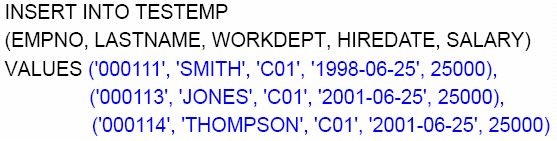 INSERT INTO TESTEMP
(EMPNO, LASTNAME, WORKDEPT, HIREDATE, SALARY)
VALUES ('000111', 'SMITH', 'C01', '1998-06-25', 25000),
('000113', 'JONES', 'C01', '2001-06-25', 25000),
('000114', 'THOMPSON', 'C01', '2001-06-25', 25000)